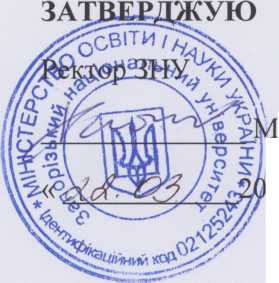 ЗАТВЕРДЖУЮ
Ректор ЗНУ
М
« 22. 03 20
МІНІСТЕРСТВО ОСВІТИ І НАУКИ УКРАЇНИ
Запорізький національний університет
Ідентифікаційний код 02125243